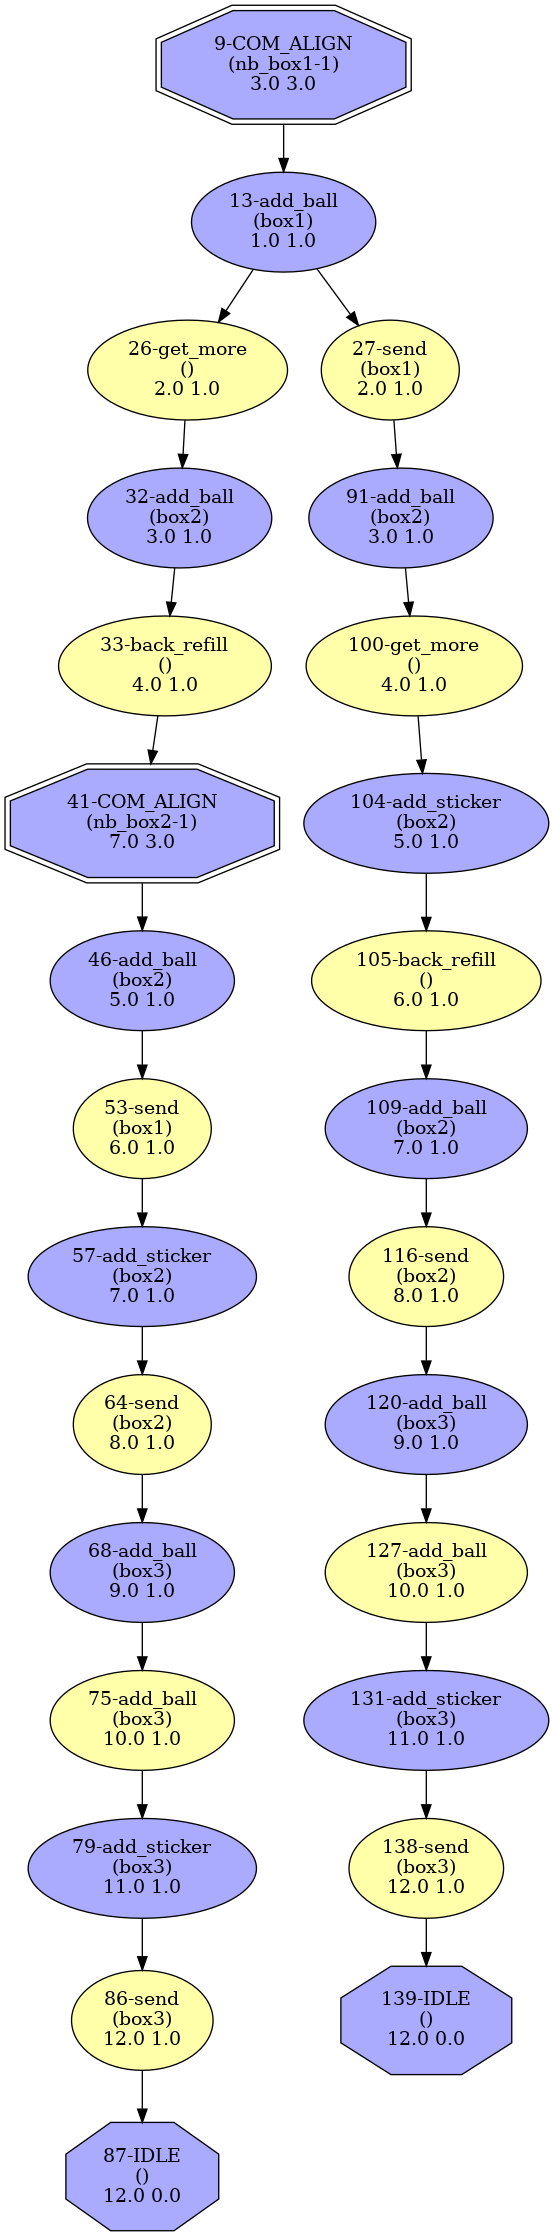 9-COM_ALIGN
(nb_box1-1)
3.0 3.0
13-add_ball
(box1)
1.0 1.0
26-get_more
()
2.0 1.0
27-send
(box1)
2.0 1.0
32-add_ball
(box2)
3.0 1.0
91-add_ball
(box2)
3.0 1.0
33-back_refill
()
4.0 1.0
100-get_more
()
4.0 1.0
41-COM_ALIGN
(nb_box2-1)
7.0 3.0
104-add_sticker
(box2)
5.0 1.0
46-add_ball
(box2)
5.0 1.0
105-back_refill
()
6.0 1.0
53-send
(box1)
6.0 1.0
109-add_ball
(box2)
7.0 1.0
57-add_sticker
(box2)
7.0 1.0
116-send
(box2)
8.0 1.0
64-send
(box2)
8.0 1.0
120-add_ball
(box3)
9.0 1.0
68-add_ball
(box3)
9.0 1.0
127-add_ball
(box3)
10.0 1.0
75-add_ball
(box3)
10.0 1.0
131-add_sticker
(box3)
11.0 1.0
79-add_sticker
(box3)
11.0 1.0
138-send
(box3)
12.0 1.0
86-send
(box3)
12.0 1.0
139-IDLE
()
12.0 0.0
87-IDLE
()
12.0 0.0